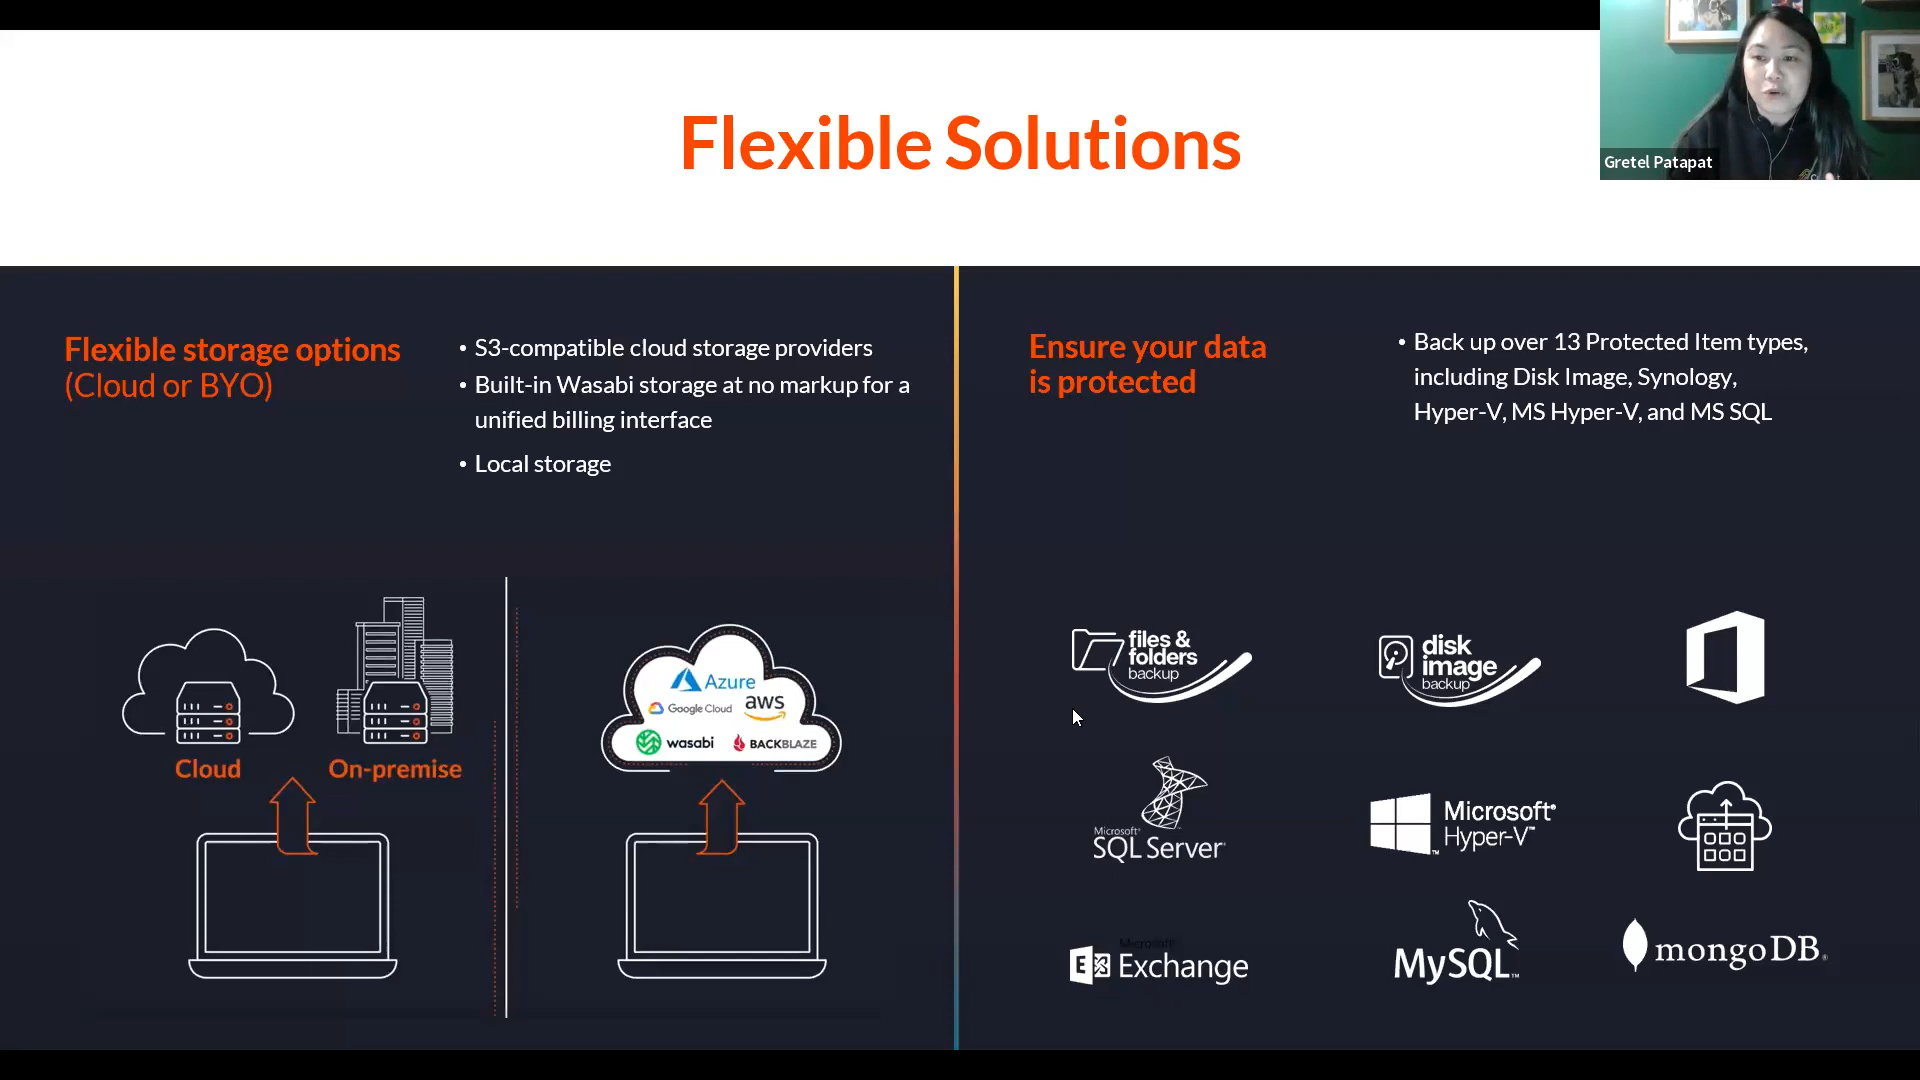 Flexible Solutions
Gretel Patapat
Flexible storage options
(Cloud or BYO)
• S3-compatible cloud storage providers
• Built-in Wasabi storage at no markup for a
unified billing interface
• Local storage
Cloud
On-premise
Azure
Google Cloud
aws
wasabi
BACKBLAZE
Ensure your data
is protected
• Back up over 13 Protected Item types,
including Disk Image, Synology,
Hyper-V, MS Hyper-V, and MS SQL
files &
folders
backup
disk
image
backup
Microsoft®
SQL Server®
Microsoft®
Hyper-V™
Microsoft®
Exchange
MySQL™
mongoDB®